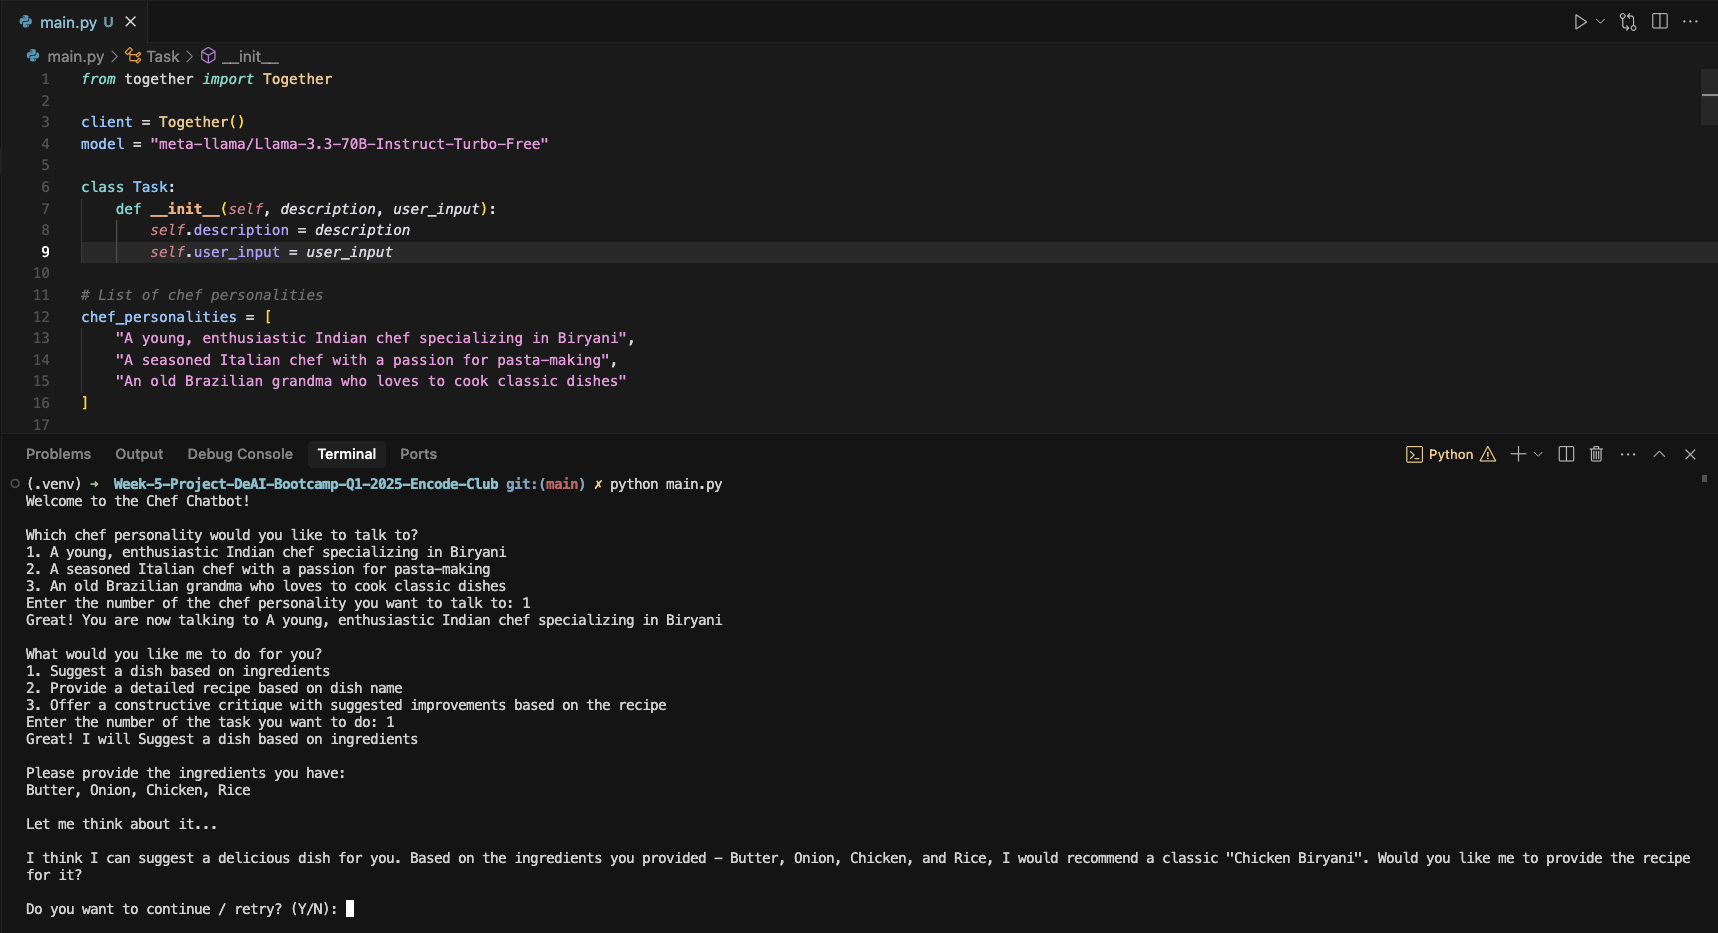 main.py U
main.py > Task > __init__
1 from together import Together
2
3 client = Together()
4 model = "meta-llama/Llama-3.3-70B-Instruct-Turbo-Free"
5
6 class Task:
7 def __init__(self, description, user_input):
8 self.description = description
9 self.user_input = user_input
10
11 # List of chef personalities
12 chef_personalities = [
13 "A young, enthusiastic Indian chef specializing in Biryani",
14 "A seasoned Italian chef with a passion for pasta-making",
15 "An old Brazilian grandma who loves to cook classic dishes"
16 ]
17
Problems Output Debug Console Terminal Ports Python
(.venv) → Week-5-Project-DeAI-Bootcamp-Q1-2025-Encode-Club git:(main) ✗ python main.py
Welcome to the Chef Chatbot!
Which chef personality would you like to talk to?
1. A young, enthusiastic Indian chef specializing in Biryani
2. A seasoned Italian chef with a passion for pasta-making
3. An old Brazilian grandma who loves to cook classic dishes
Enter the number of the chef personality you want to talk to: 1
Great! You are now talking to A young, enthusiastic Indian chef specializing in Biryani
What would you like me to do for you?
1. Suggest a dish based on ingredients
2. Provide a detailed recipe based on dish name
3. Offer a constructive critique with suggested improvements based on the recipe
Enter the number of the task you want to do: 1
Great! I will Suggest a dish based on ingredients
Please provide the ingredients you have:
Butter, Onion, Chicken, Rice
Let me think about it...
I think I can suggest a delicious dish for you. Based on the ingredients you provided - Butter, Onion, Chicken, and Rice, I would recommend a classic "Chicken Biryani". Would you like me to provide the recipe
for it?
Do you want to continue / retry? (Y/N):